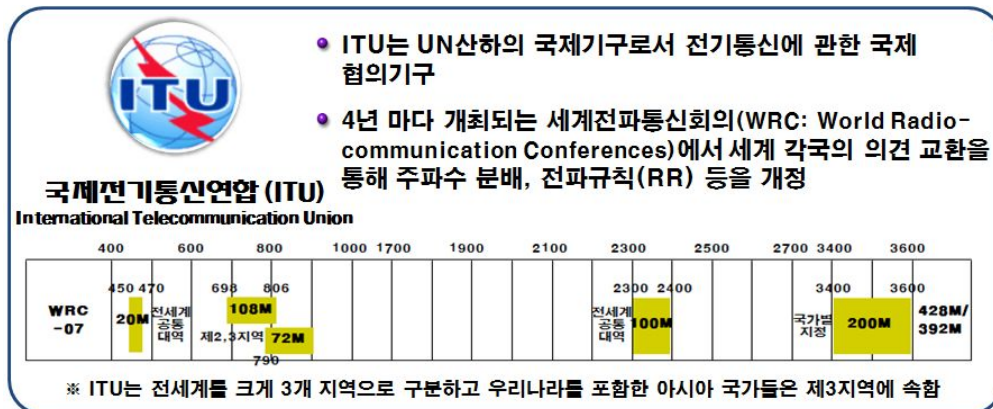 ITU
• ITU는 UN산하의 국제기구로서 전기통신에 관한 국제
협의기구
• 4년 마다 개최되는 세계전파통신회의(WRC: World Radio-
communication Conferences)에서 세계 각국의 의견 교환을
통해 주파수 분배, 전파규칙(RR) 등을 개정
국제전기통신연합 (ITU)
International Telecommunication Union
400 600 800 1000 1700 1900 2100 2300 2500 2700 3400 3600
450 470 698 806 2300 2400 3400 3600
WRC
-07
20M
전세계
공통
대역
108M
제2,3지역
72M
790
전세계
공통
대역
100M
국가별
지정
200M
428M/
392M
※ ITU는 전세계를 크게 3개 지역으로 구분하고 우리나라를 포함한 아시아 국가들은 제3지역에 속함